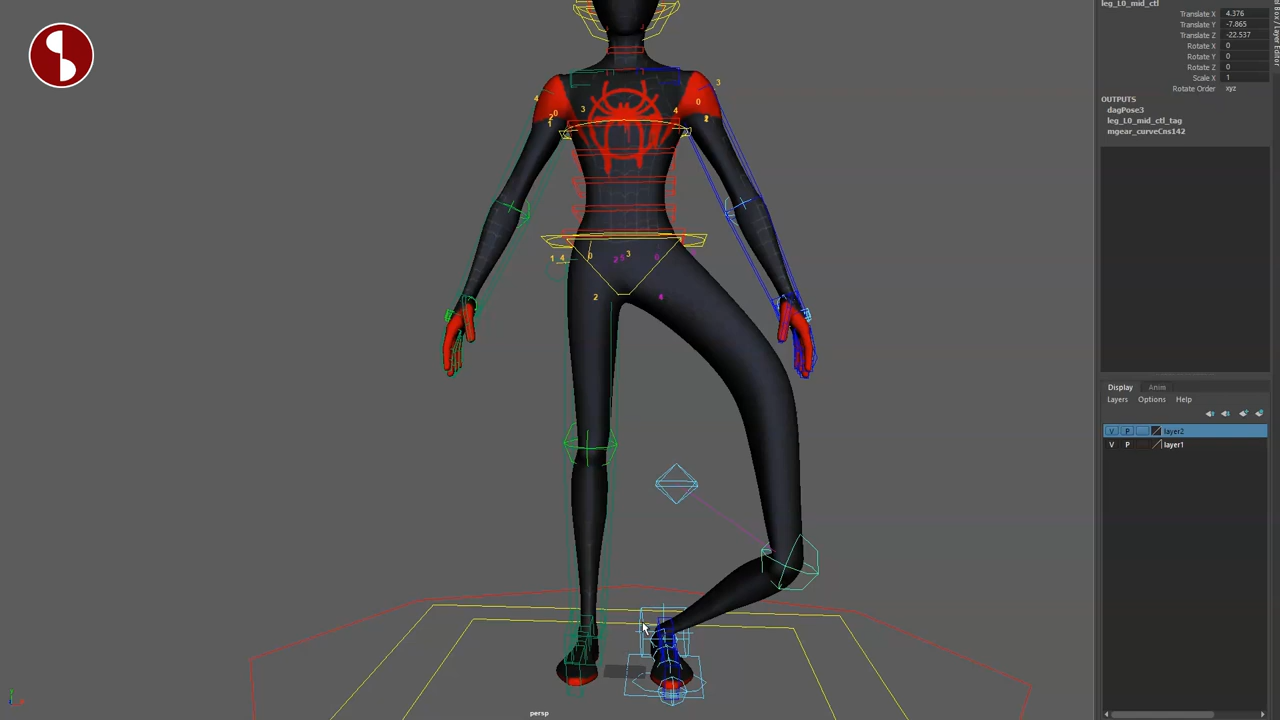 leg_L0_mid_ctl
Translate X 4.376
Translate Y -7.865
Translate Z -22.537
Rotate X 0
Rotate Y 0
Rotate Z 0
Scale X 1
Rotate Order xyz
OUTPUTS
dagPose3
leg_L0_mid_ctl_tag
mgear_curveCns142
Display Anim
Layers Options Help
V P layer2
V P layer1
persp